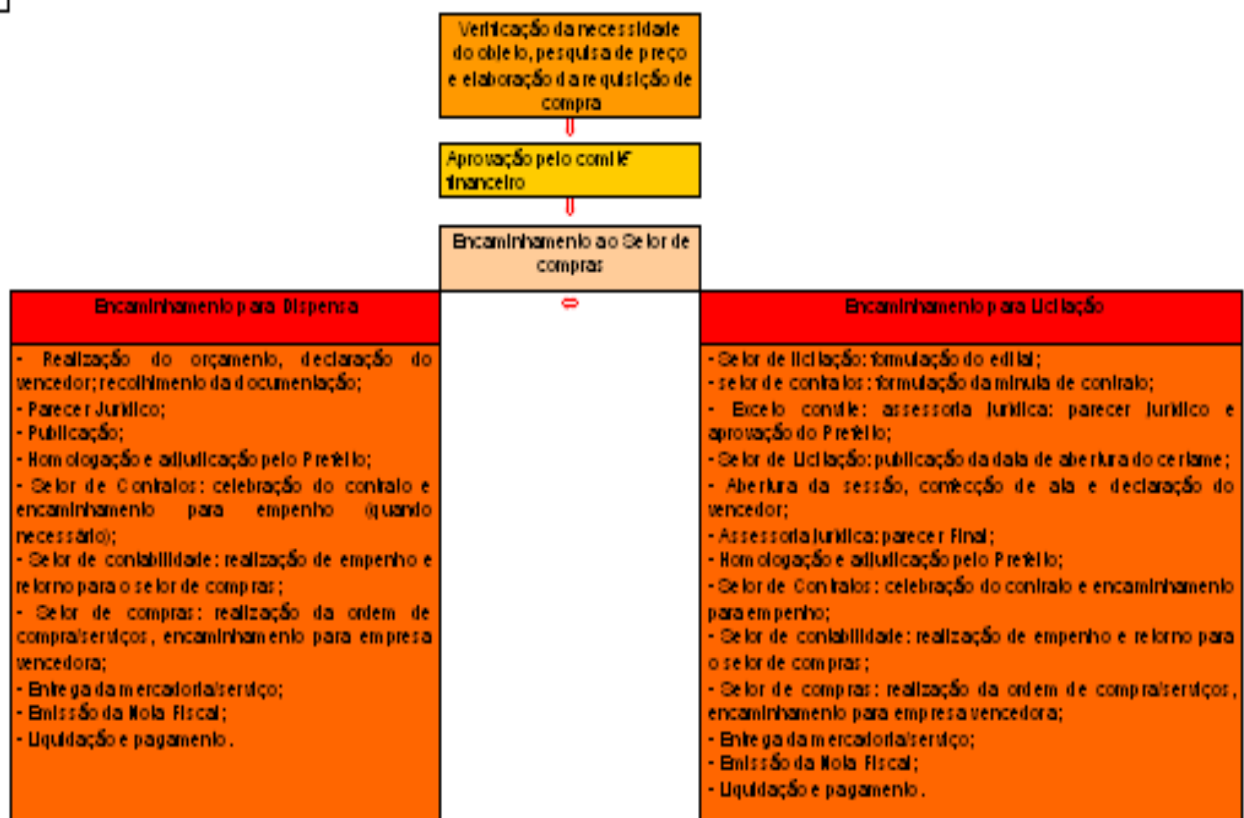 Verificação da necessidade
do objeto, pesquisa de preço
e elaboração da requisição de
compra
Aprovação pelo comitê
financeiro
Encaminhamento ao Setor de
compras
Encaminhamento para Dispensa
- Realização do orçamento, declaração do
vencedor; recolhimento da documentação;
- Parecer Jurídico;
- Publicação;
- Homologação e adjudicação pelo Prefeito;
- Setor de Contratos: celebração do contrato e
encaminhamento para empenho (quando
necessário);
- Setor de contabilidade: realização de empenho e
retorno para o setor de compras;
- Setor de compras: realização da ordem de
compra/serviços, encaminhamento para empresa
vencedora;
- Entrega da mercadoria/serviço;
- Emissão da Nota Fiscal;
- Liquidação e pagamento.
Encaminhamento para Licitação
- Setor de licitação: formulação do edital;
- setor de contratos: formulação da minuta de contrato;
- Exceto convite: assessoria jurídica: parecer jurídico e
aprovação do Prefeito;
- Setor de Licitação: publicação da data de abertura do certame;
- Abertura da sessão, confecção de ata e declaração do
vencedor;
- Assessoria jurídica: parecer Final;
- Homologação e adjudicação pelo Prefeito;
- Setor de Contratos: celebração do contrato e encaminhamento
para empenho;
- Setor de contabilidade: realização de empenho e retorno para
o setor de compras;
- Setor de compras: realização da ordem de compra/serviços,
encaminhamento para empresa vencedora;
- Entrega da mercadoria/serviço;
- Emissão da Nota Fiscal;
- Liquidação e pagamento.